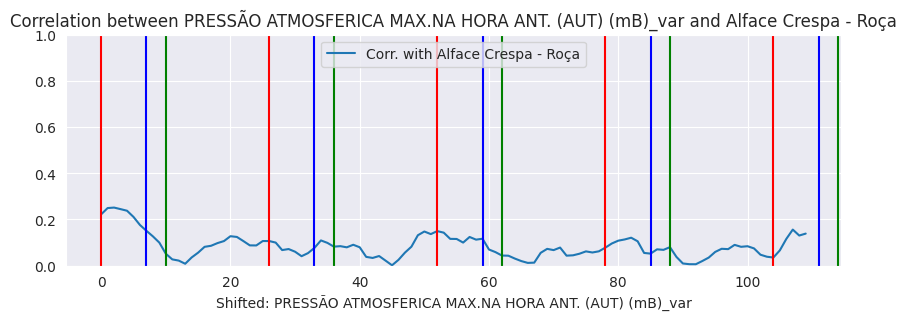 Correlation between PRESSÃO ATMOSFERICA MAX.NA HORA ANT. (AUT) (mB)_var and Alface Crespa - Roça
1.0
0.8
0.6
0.4
0.2
0.0
Corr. with Alface Crespa - Roça
0 20 40 60 80 100
Shifted: PRESSÃO ATMOSFERICA MAX.NA HORA ANT. (AUT) (mB)_var